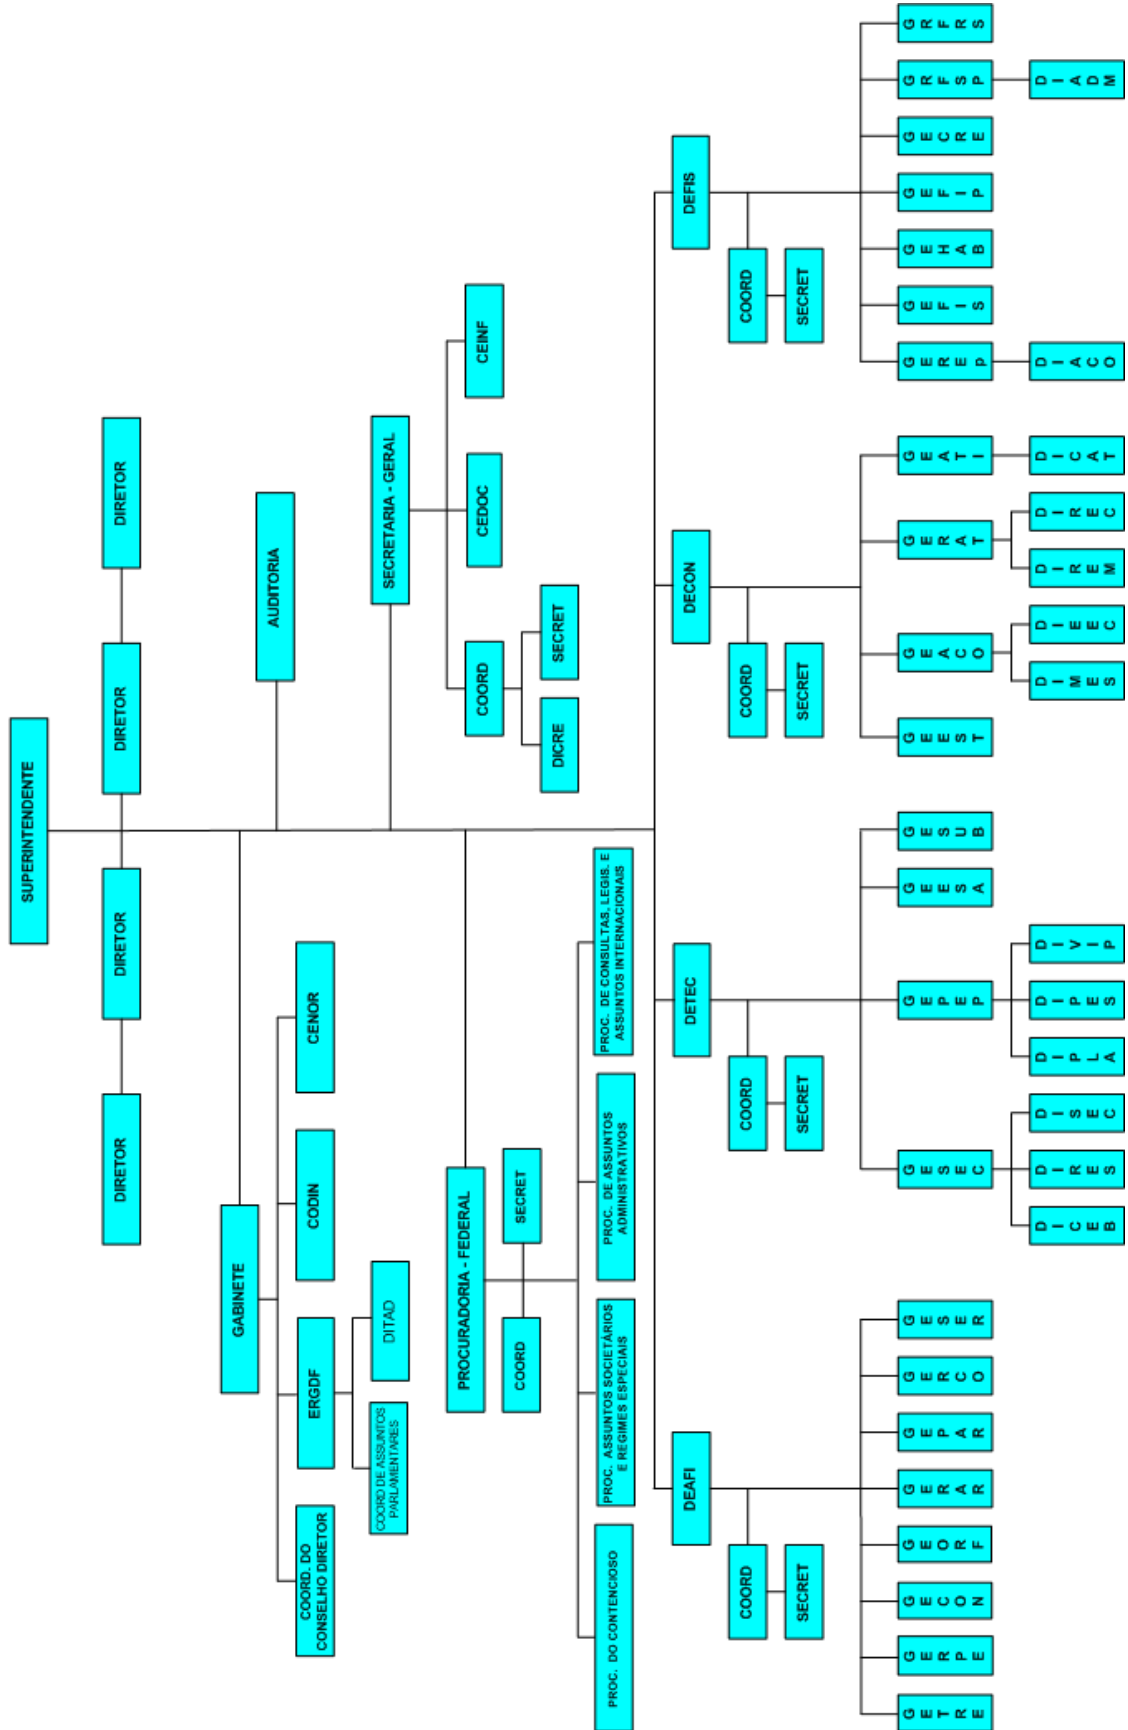 SUPERINTENDENTE
DIRETOR
DIRETOR
DIRETOR
DIRETOR
GABINETE
AUDITORIA
COORD. DO
CONSELHO DIRETOR
ERGDF
CODIN
CENOR
COORD DE ASSUNTOS
PARLAMENTARES
DITAD
SECRETARIA - GERAL
COORD
CEDOC
CEINF
DICRE
SECRET
PROCURADORIA - FEDERAL
COORD
SECRET
PROC. DO CONTENCIOSO
PROC. ASSUNTOS SOCIETÁRIOS
E REGIMES ESPECIAIS
PROC. DE ASSUNTOS
ADMINISTRATIVOS
PROC. DE CONSULTAS, LEGIS. E
ASSUNTOS INTERNACIONAIS
DEAFI
DETEC
DECON
DEFIS
COORD
COORD
COORD
COORD
SECRET
SECRET
SECRET
SECRET
GETRE
GERPE
GECON
GEORF
GERAR
GEPAR
GERCO
GESER
GESEC
GEPEP
GEESA
GESUB
GEEST
GEACO
GERAT
GEATI
GEREP
GEFIS
GEHAB
GEFIP
GECRE
GRFSP
GRFRS
DICEB
DIRES
DISEC
DIPLA
DIPES
DIVIP
DIMES
DIEEC
DIREM
DIREC
DICAT
DIACO
DIADM